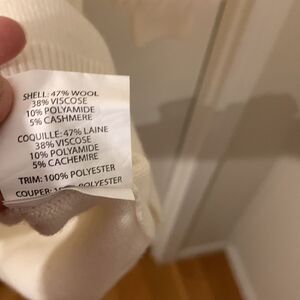 SHELL: 47% WOOL
38% VISCOSE
10% POLYAMIDE
5% CASHMERE
COQUILLE: 47% LAINE
38% VISCOSE
10% POLYAMIDE
5% CACHEMIRE
TRIM: 100% POLYESTER
COUPER: POLYESTER